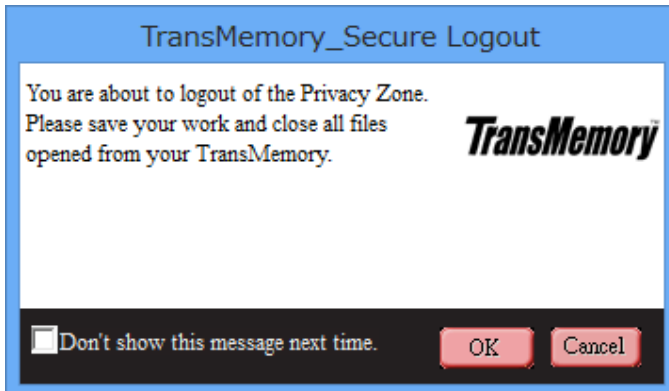 TransMemory_Secure Logout
You are about to logout of the Privacy Zone.
Please save your work and close all files
opened from your TransMemory.
TransMemory™
Don't show this message next time.
OK
Cancel